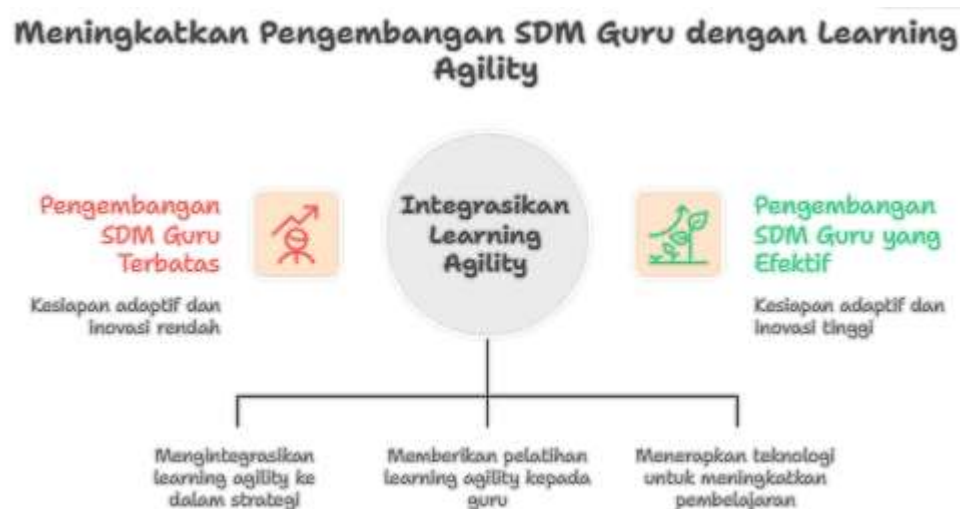 Meningkatkan Pengembangan SDM Guru dengan Learning
Agility
Pengembangan
SDM Guru
Terbatas
Kesiapan adaptif dan
inovasi rendah
Integrasikan
Learning
Agility
Pengembangan
SDM Guru yang
Efektif
Kesiapan adaptif dan
inovasi tinggi
Mengintegrasikan
learning agility ke
dalam strategi
Memberikan pelatihan
learning agility kepada
guru
Menerapkan teknologi
untuk meningkatkan
pembelajaran